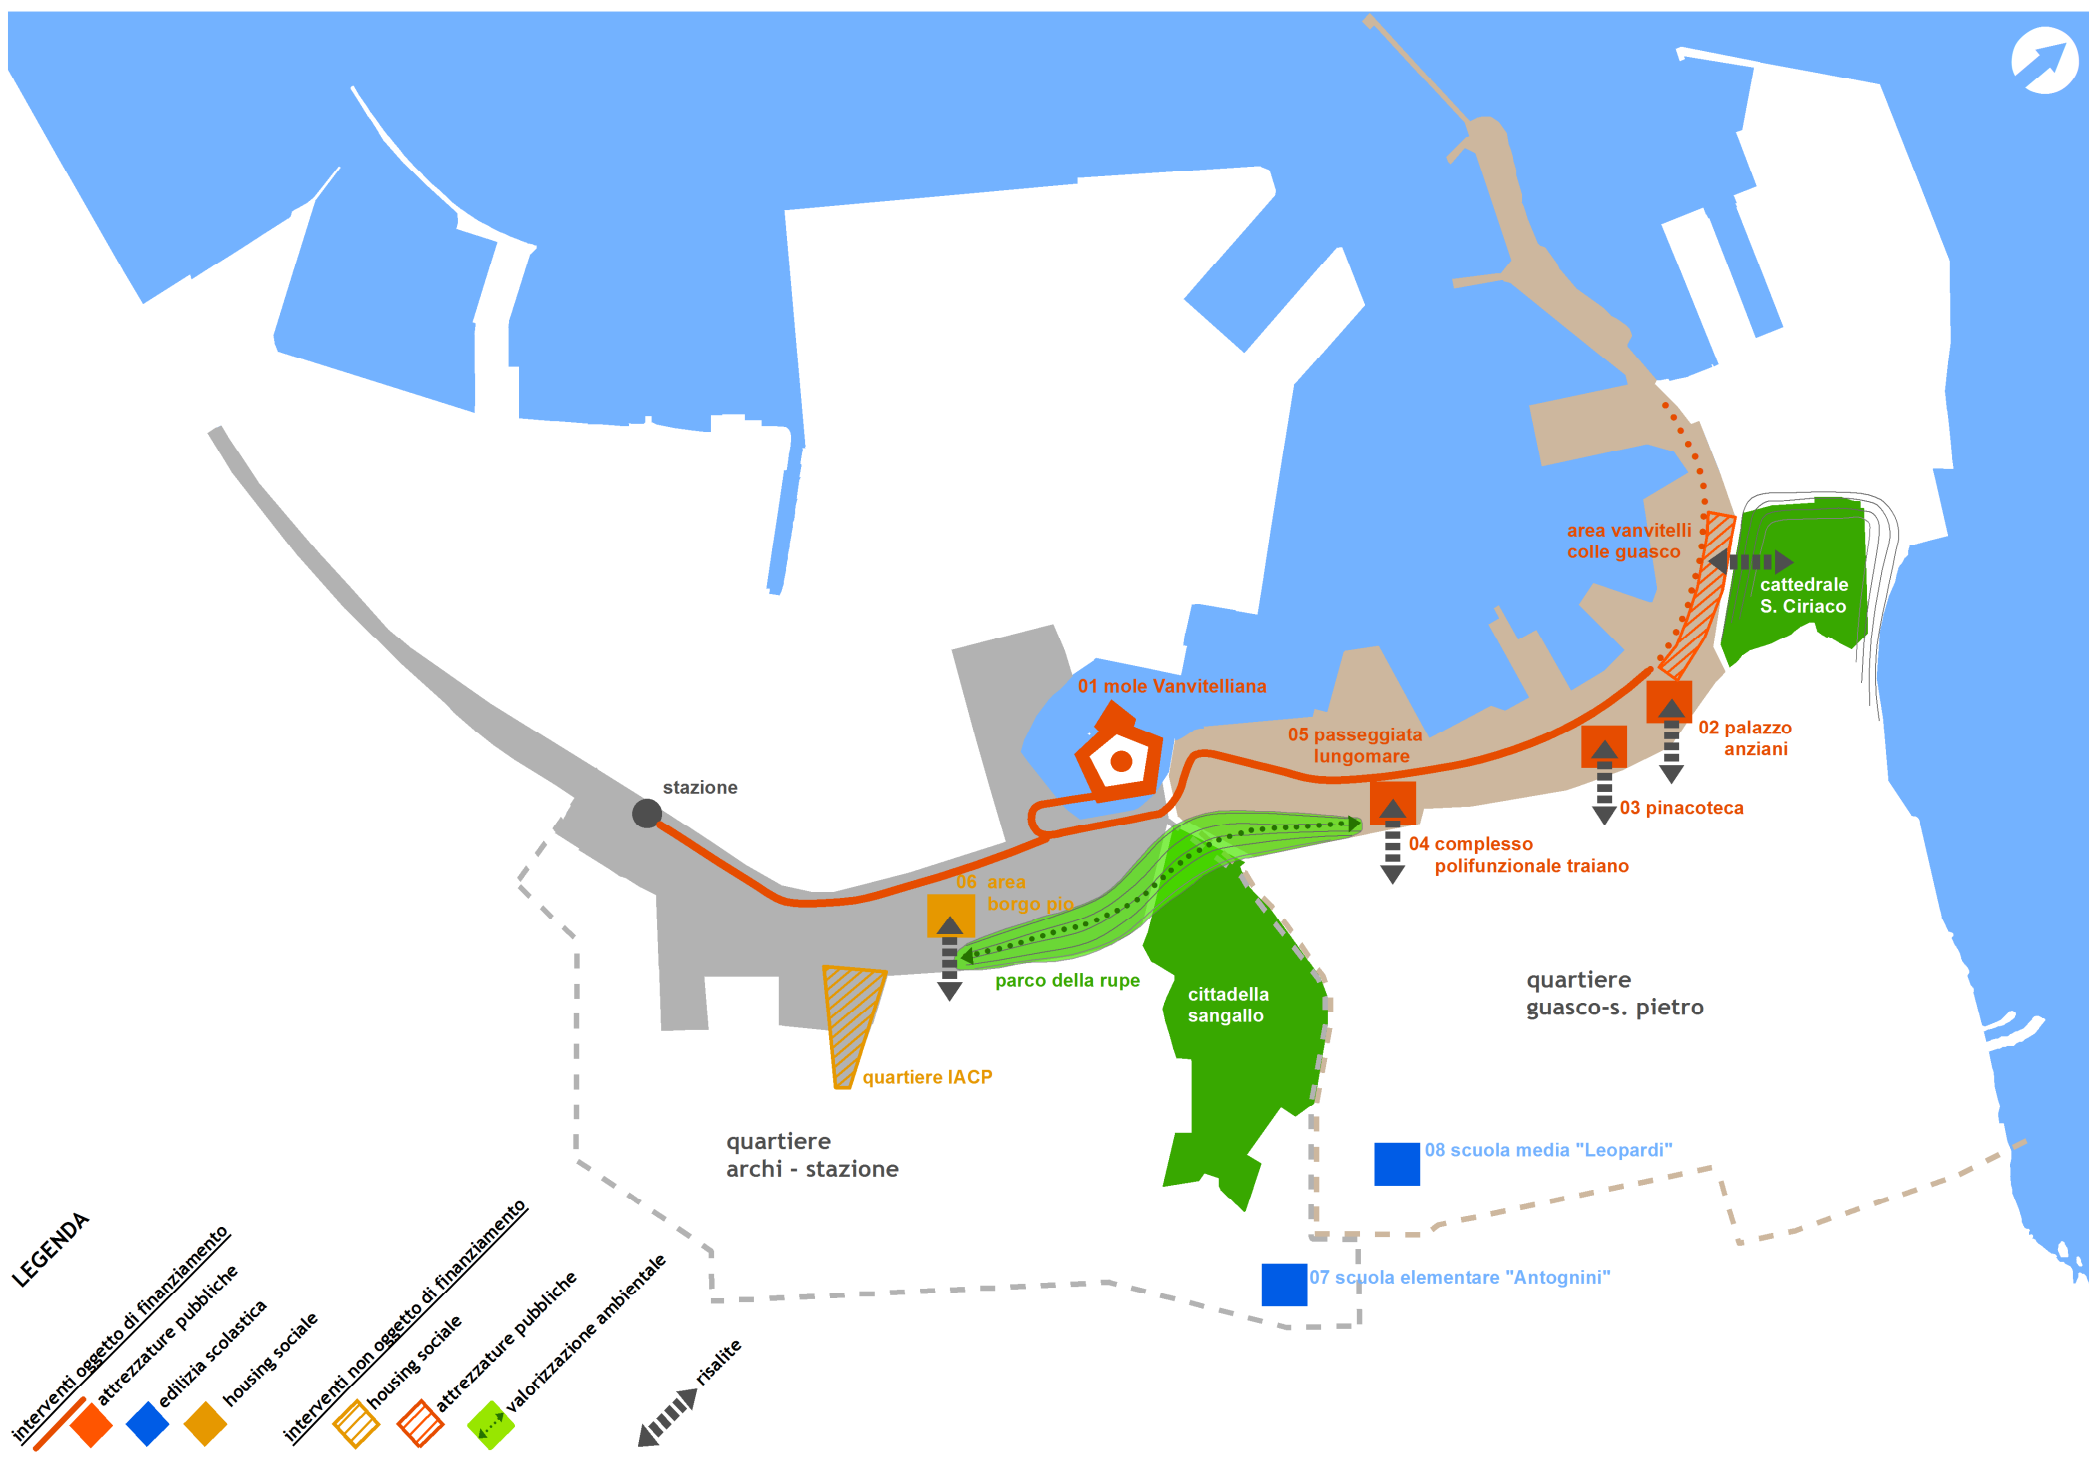 area vanvitelli
colle guasco
cattedrale
S. Ciriaco
01 mole Vanvitelliana
02 palazzo
anziani
05 passeggiata
lungomare
stazione
03 pinacoteca
04 complesso
polifunzionale traiano
06 area
borgo pio
parco della rupe
cittadella
sangallo
quartiere
guasco-s. pietro
quartiere IACP
quartiere
archi - stazione
08 scuola media "Leopardi"
07 scuola elementare "Antognini"
LEGENDA
interventi oggetto di finanziamento
attrezzature pubbliche
edilizia scolastica
housing sociale
interventi non oggetto di finanziamento
housing sociale
attrezzature pubbliche
valorizzazione ambientale
risalite